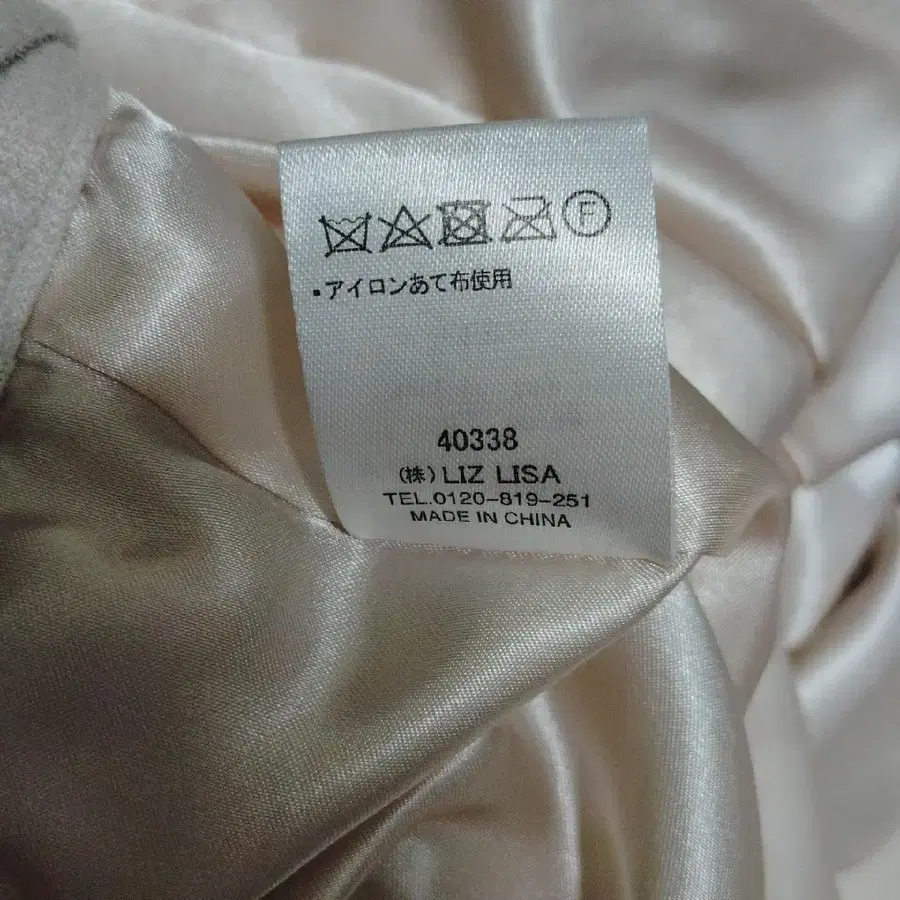 F
・アイロンあて布使用
40338
(株) LIZ LISA
TEL.0120-819-251
MADE IN CHINA